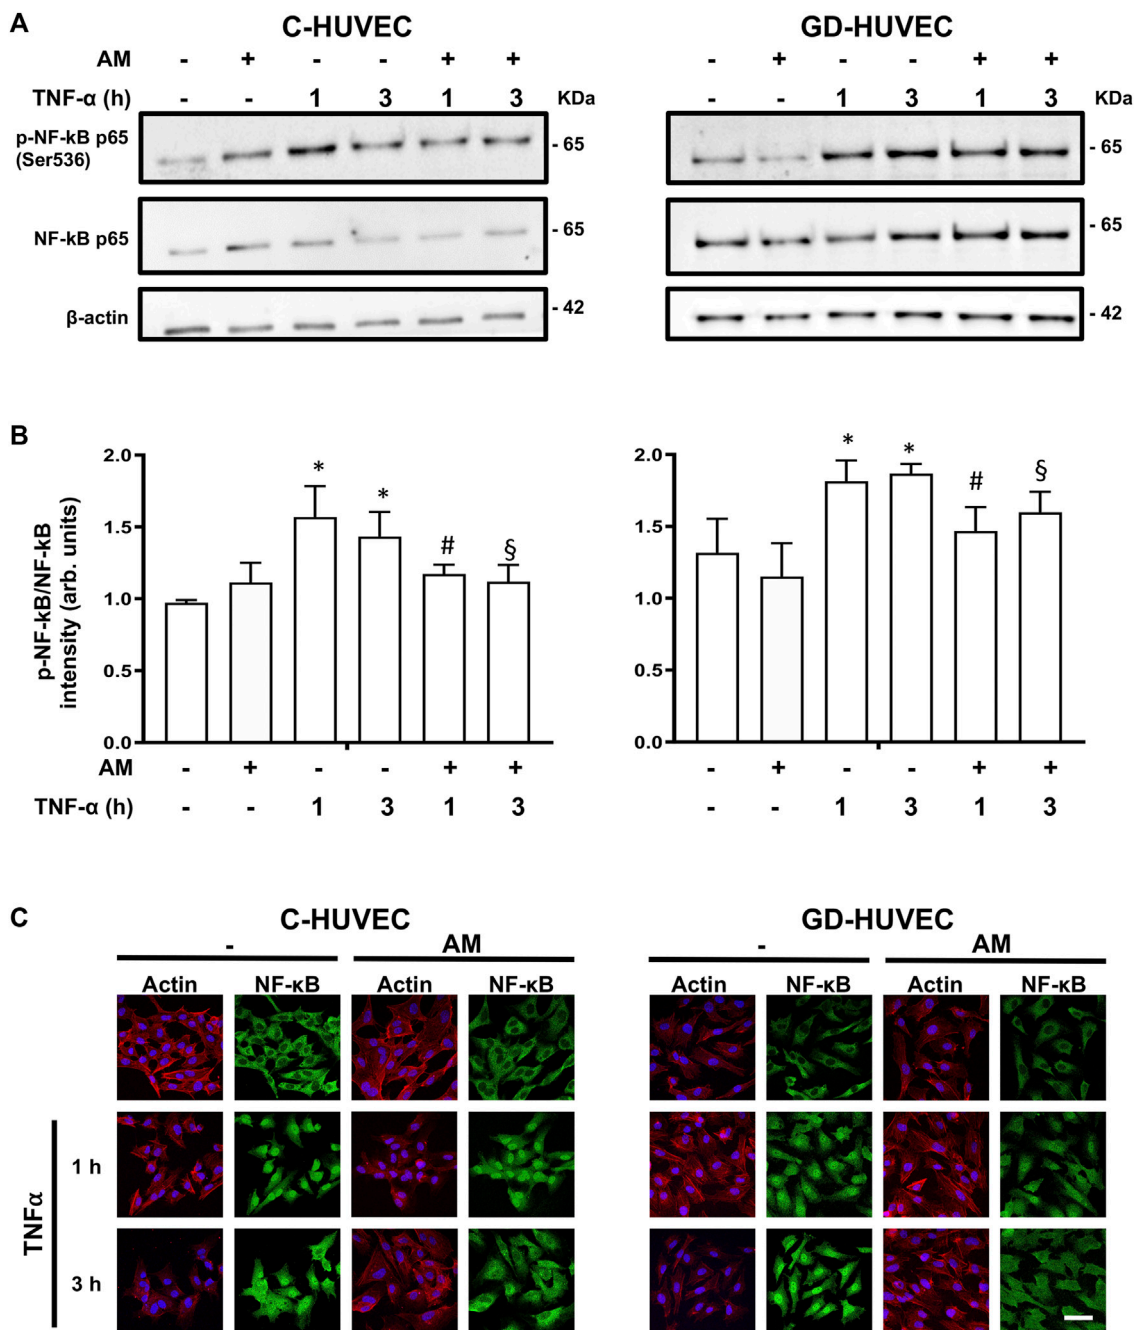 A
C-HUVEC
GD-HUVEC
AM - + - - + +
- + - - + +
TNF-α (h) - - 1 3 1 3 KDa
- - 1 3 1 3 KDa
p-NF-kB p65
(Ser536)
- 65
- 65
NF-kB p65
- 65
- 65
β-actin
- 42
- 42
B
p-NF-kB/NF-kB
intensity (arb. units)
2.0
1.5
1.0
0.5
0.0
* * # §
AM - + - - + +
TNF-α (h) - - 1 3 1 3
2.0
1.5
1.0
0.5
0.0
* * # §
- + - - + +
- - 1 3 1 3
C
C-HUVEC
GD-HUVEC
- AM
- AM
Actin NF-κB Actin NF-κB
Actin NF-κB Actin NF-κB
TNFα
1 h
3 h